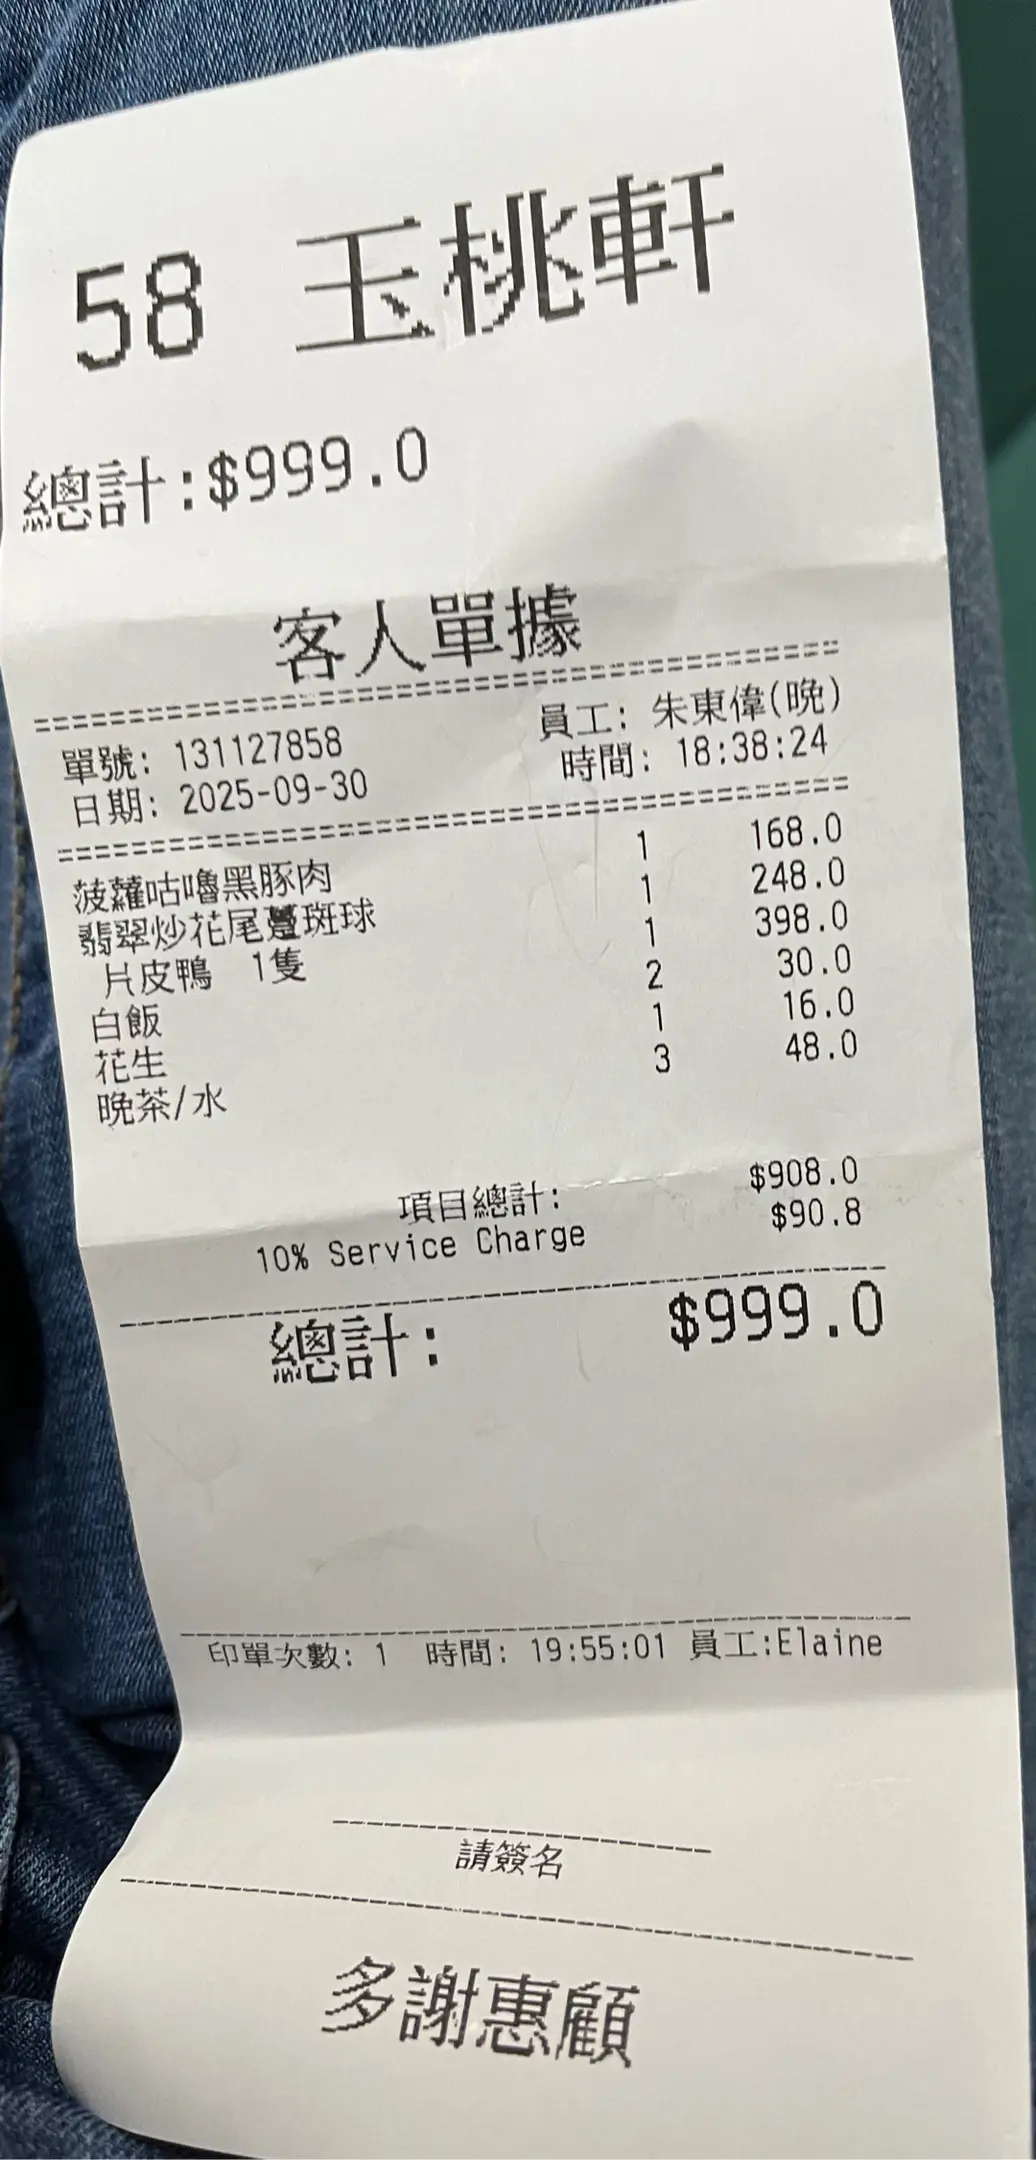 58 玉桃軒
總計:$999.0
客人單據
單號: 131127858 員工: 朱東偉(晚)
日期: 2025-09-30 時間: 18:38:24
菠蘿咕嚕黑豚肉 1 168.0
翡翠炒花尾躉斑球 1 248.0
片皮鴨 1隻 1 398.0
白飯 2 30.0
花生 1 16.0
晚茶/水 3 48.0
項目總計: $908.0
10% Service Charge $90.8
總計: $999.0
印單次數: 1 時間: 19:55:01 員工:Elaine
請簽名
多謝惠顧